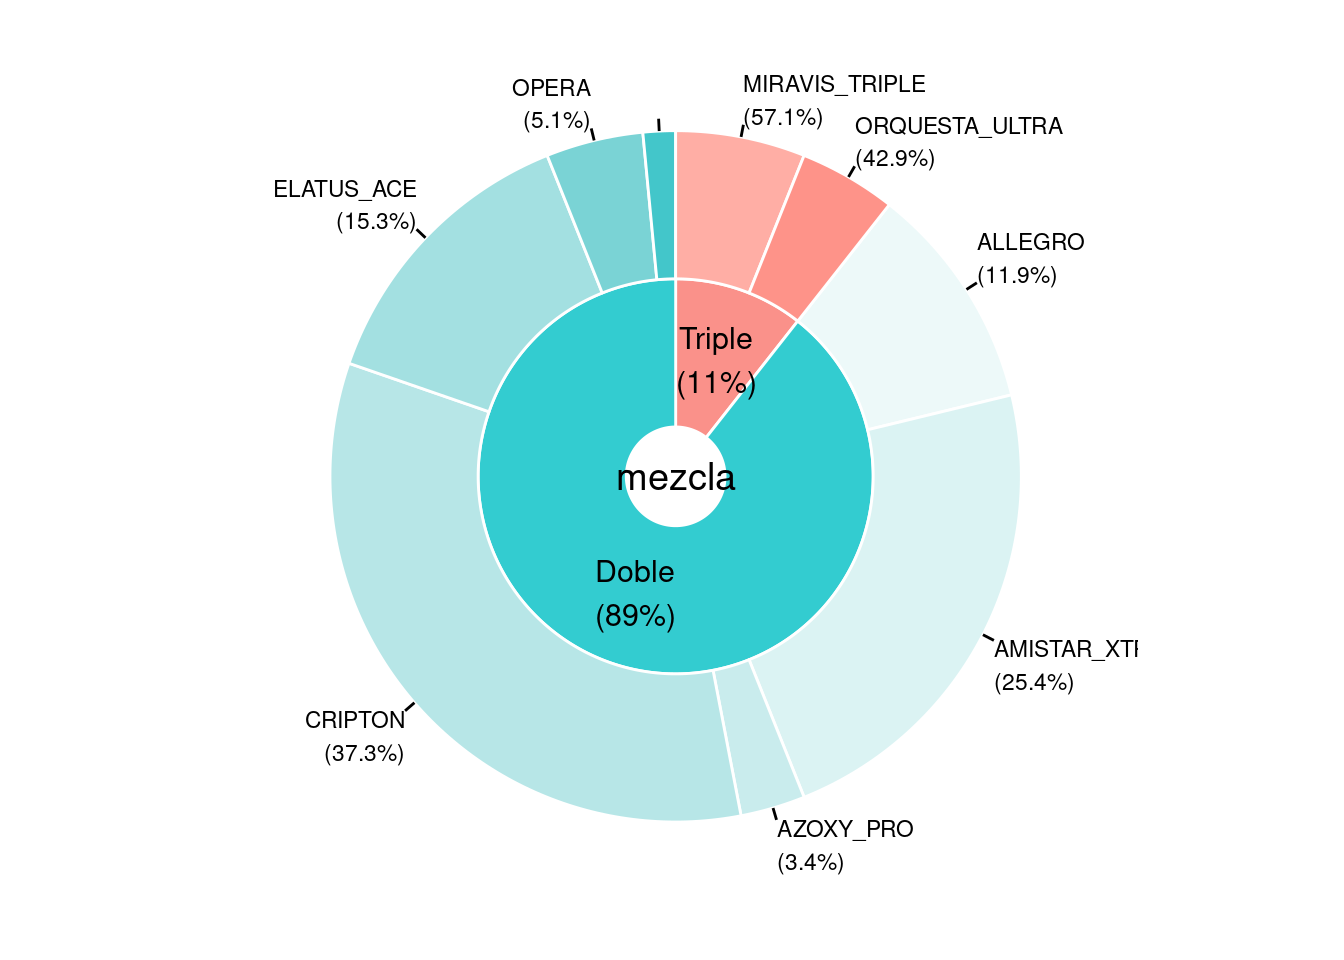 OPERA
(5.1%)
MIRAVIS_TRIPLE
(57.1%)
ORQUESTA_ULTRA
(42.9%)
ELATUS_ACE
(15.3%)
ALLEGRO
(11.9%)
Triple
(11%)
mezcla
Doble
(89%)
AMISTAR_XT
(25.4%)
CRIPTON
(37.3%)
AZOXY_PRO
(3.4%)